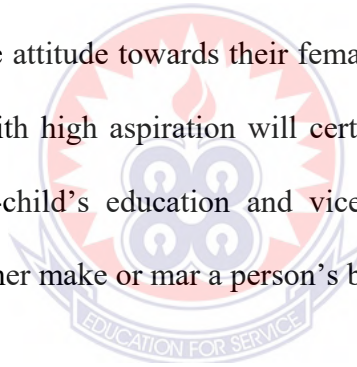 e attitude towards their fema
ith high aspiration will cert
-child's education and vice
her make or mar a person's b
EDUCATION FOR SERVICE